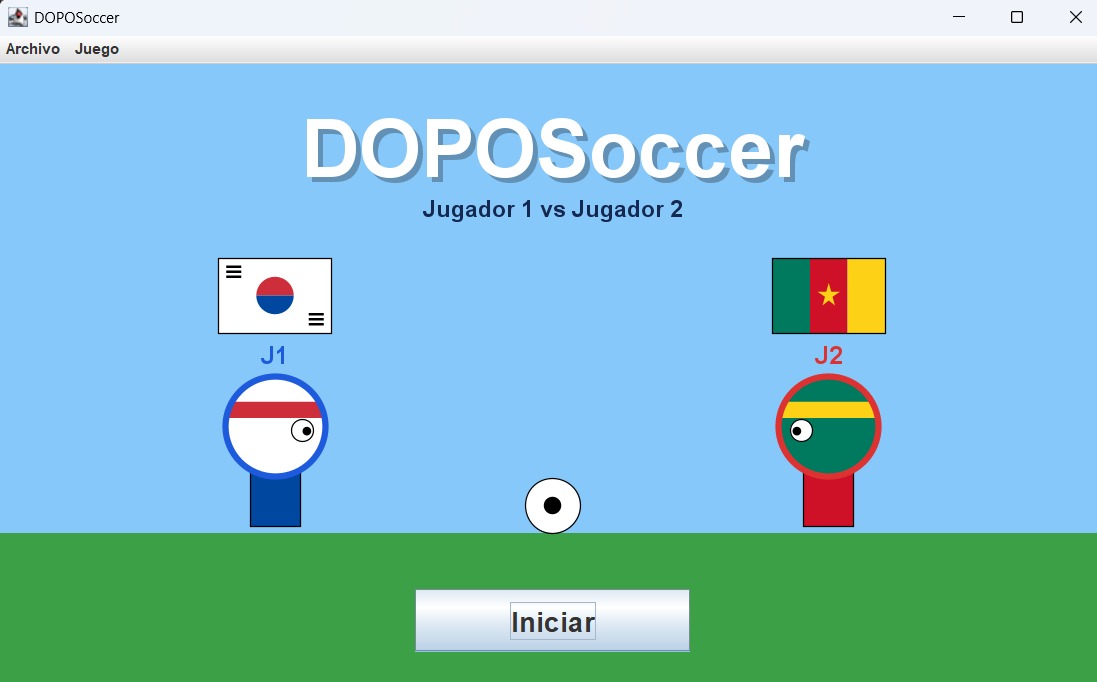 DOPOSoccer
Archivo Juego
DOPOSoccer
Jugador 1 vs Jugador 2
J1 J2
Iniciar